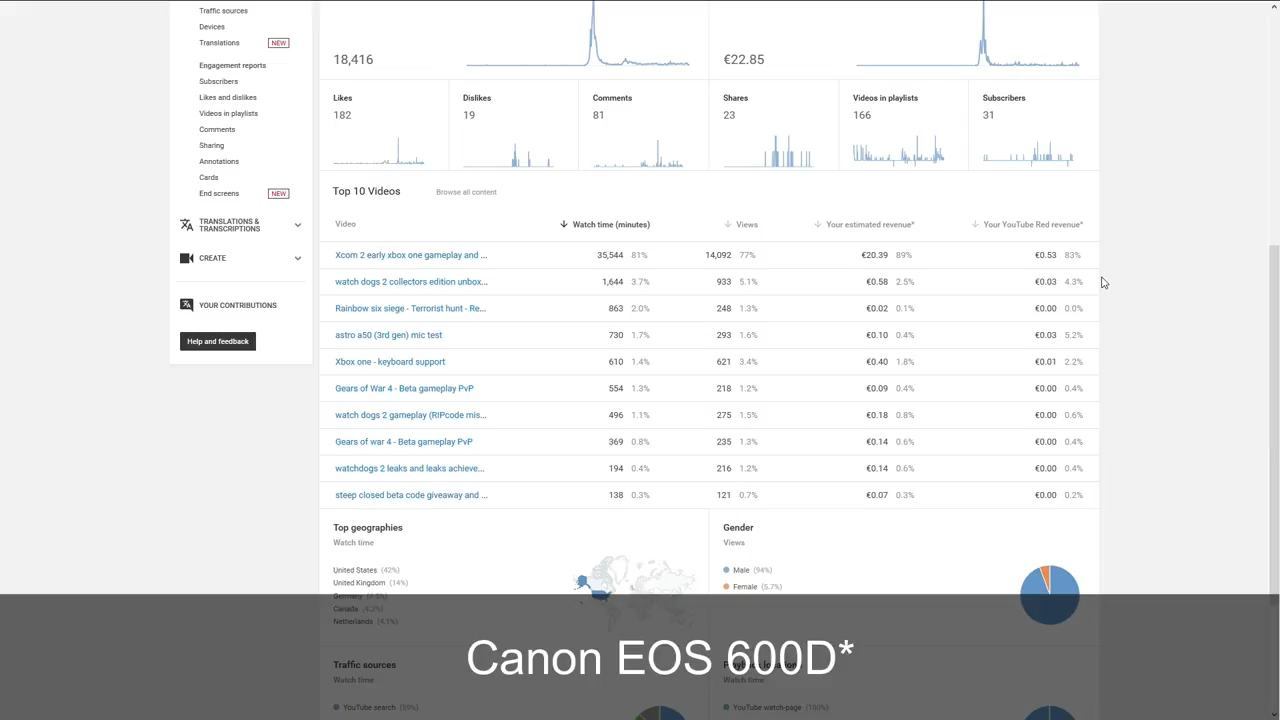 Traffic sources
Devices
Translations NEW
Engagement reports
Subscribers
Likes and dislikes
Videos in playlists
Comments
Sharing
Annotations
Cards
End screens NEW
TRANSLATIONS &
TRANSCRIPTIONS
CREATE
YOUR CONTRIBUTIONS
Help and feedback
18,416 €22.85
Likes Dislikes Comments Shares Videos in playlists Subscribers
182 19 81 23 166 31
Top 10 Videos Browse all content
Video Watch time (minutes) Views Your estimated revenue* Your YouTube Red revenue*
Xcom 2 early xbox one gameplay and ... 35,544 81% 14,092 77% €20.39 89% €0.53 83%
watch dogs 2 collectors edition unbox... 1,644 3.7% 933 5.1% €0.58 2.5% €0.03 4.3%
Rainbow six siege - Terrorist hunt - Re... 863 2.0% 248 1.3% €0.02 0.1% €0.00 0.0%
astro a50 (3rd gen) mic test 730 1.7% 293 1.6% €0.10 0.4% €0.03 5.2%
Xbox one - keyboard support 610 1.4% 621 3.4% €0.40 1.8% €0.01 2.2%
Gears of War 4 - Beta gameplay PvP 554 1.3% 218 1.2% €0.09 0.4% €0.00 0.4%
watch dogs 2 gameplay (RIPcode mis... 496 1.1% 275 1.5% €0.18 0.8% €0.00 0.6%
Gears of war 4 - Beta gameplay PvP 369 0.8% 235 1.3% €0.14 0.6% €0.00 0.4%
watchdogs 2 leaks and leaks achieve... 194 0.4% 216 1.2% €0.14 0.6% €0.00 0.4%
steep closed beta code giveaway and ... 138 0.3% 121 0.7% €0.07 0.3% €0.00 0.2%
Top geographies
Watch time
United States (42%)
United Kingdom (14%)
Germany
Canada (4.2%)
Netherlands (4.1%)
Gender
Views
Male (94%)
Female (5.7%)
Canon EOS 600D*
Traffic sources
Watch time
YouTube search (59%)
Playback locations
Watch time
YouTube watch-page (100%)